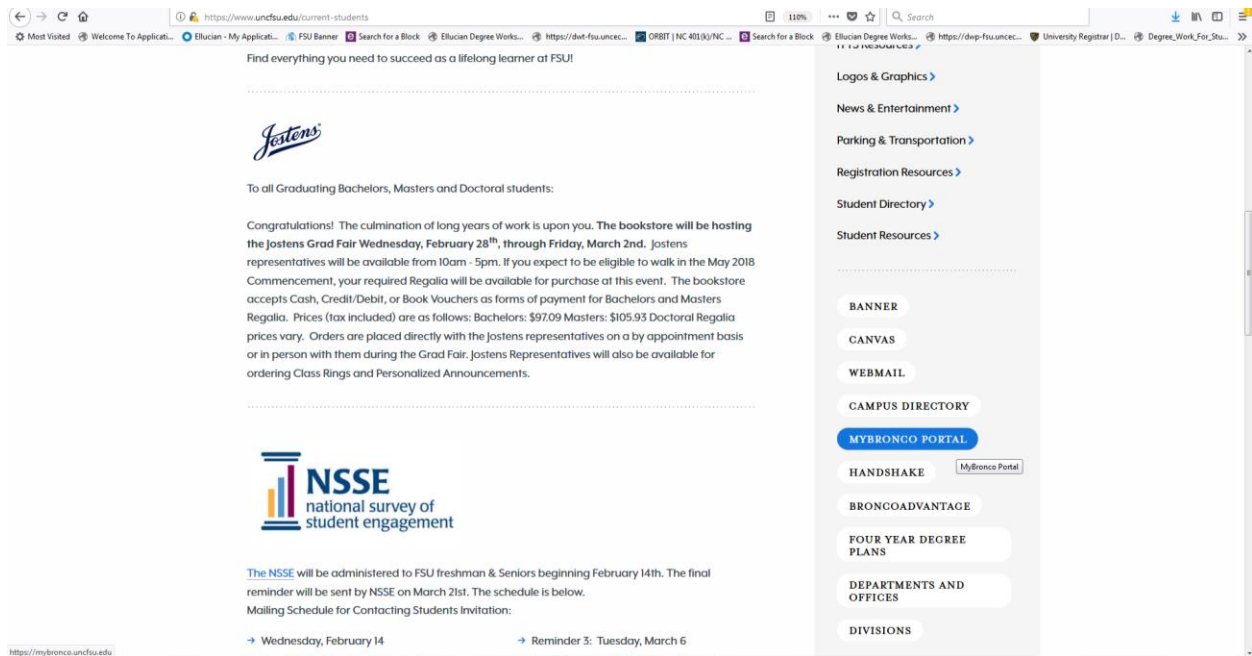 https://www.uncfsu.edu/current-students
110%
Search
Most Visited
Welcome To Applicati...
Ellucian - My Applicati...
FSU Banner
Search for a Block
Ellucian Degree Works...
https://dwt-fsu.uncec...
ORBIT | NC 401(k)/NC ...
Search for a Block
Ellucian Degree Works...
https://dwp-fsu.uncec...
University Registrar | D...
Degree_Work_For_Stu...
Find everything you need to succeed as a lifelong learner at FSU!
Jostens
To all Graduating Bachelors, Masters and Doctoral students:
Congratulations! The culmination of long years of work is upon you. The bookstore will be hosting
the Jostens Grad Fair Wednesday, February 28th, through Friday, March 2nd. Jostens
representatives will be available from 10am - 5pm. If you expect to be eligible to walk in the May 2018
Commencement, your required Regalia will be available for purchase at this event. The bookstore
accepts Cash, Credit/Debit, or Book Vouchers as forms of payment for Bachelors and Masters
Regalia. Prices (tax included) are as follows: Bachelors: $97.09 Masters: $105.93 Doctoral Regalia
prices vary. Orders are placed directly with the Jostens representatives on a by appointment basis
or in person with them during the Grad Fair. Jostens Representatives will also be available for
ordering Class Rings and Personalized Announcements.
NSSE
national survey of
student engagement
The NSSE will be administered to FSU freshman & Seniors beginning February 14th. The final
reminder will be sent by NSSE on March 21st. The schedule is below.
Mailing Schedule for Contacting Students Invitation:
→ Wednesday, February 14
→ Reminder 3: Tuesday, March 6
Resources
Logos & Graphics
News & Entertainment
Parking & Transportation
Registration Resources
Student Directory
Student Resources
BANNER
CANVAS
WEBMAIL
CAMPUS DIRECTORY
MYBRONCO PORTAL
MyBronco Portal
HANDSHAKE
BRONCOADVANTAGE
FOUR YEAR DEGREE
PLANS
DEPARTMENTS AND
OFFICES
DIVISIONS
https://mybronco.uncfsu.edu